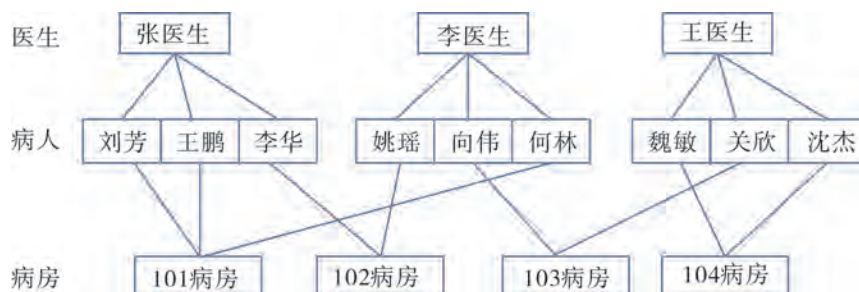 医生 张医生 李医生 王医生
病人 刘芳 王鹏 李华 姚瑶 向伟 何林 魏敏 关欣 沈杰
病房 101病房 102病房 103病房 104病房